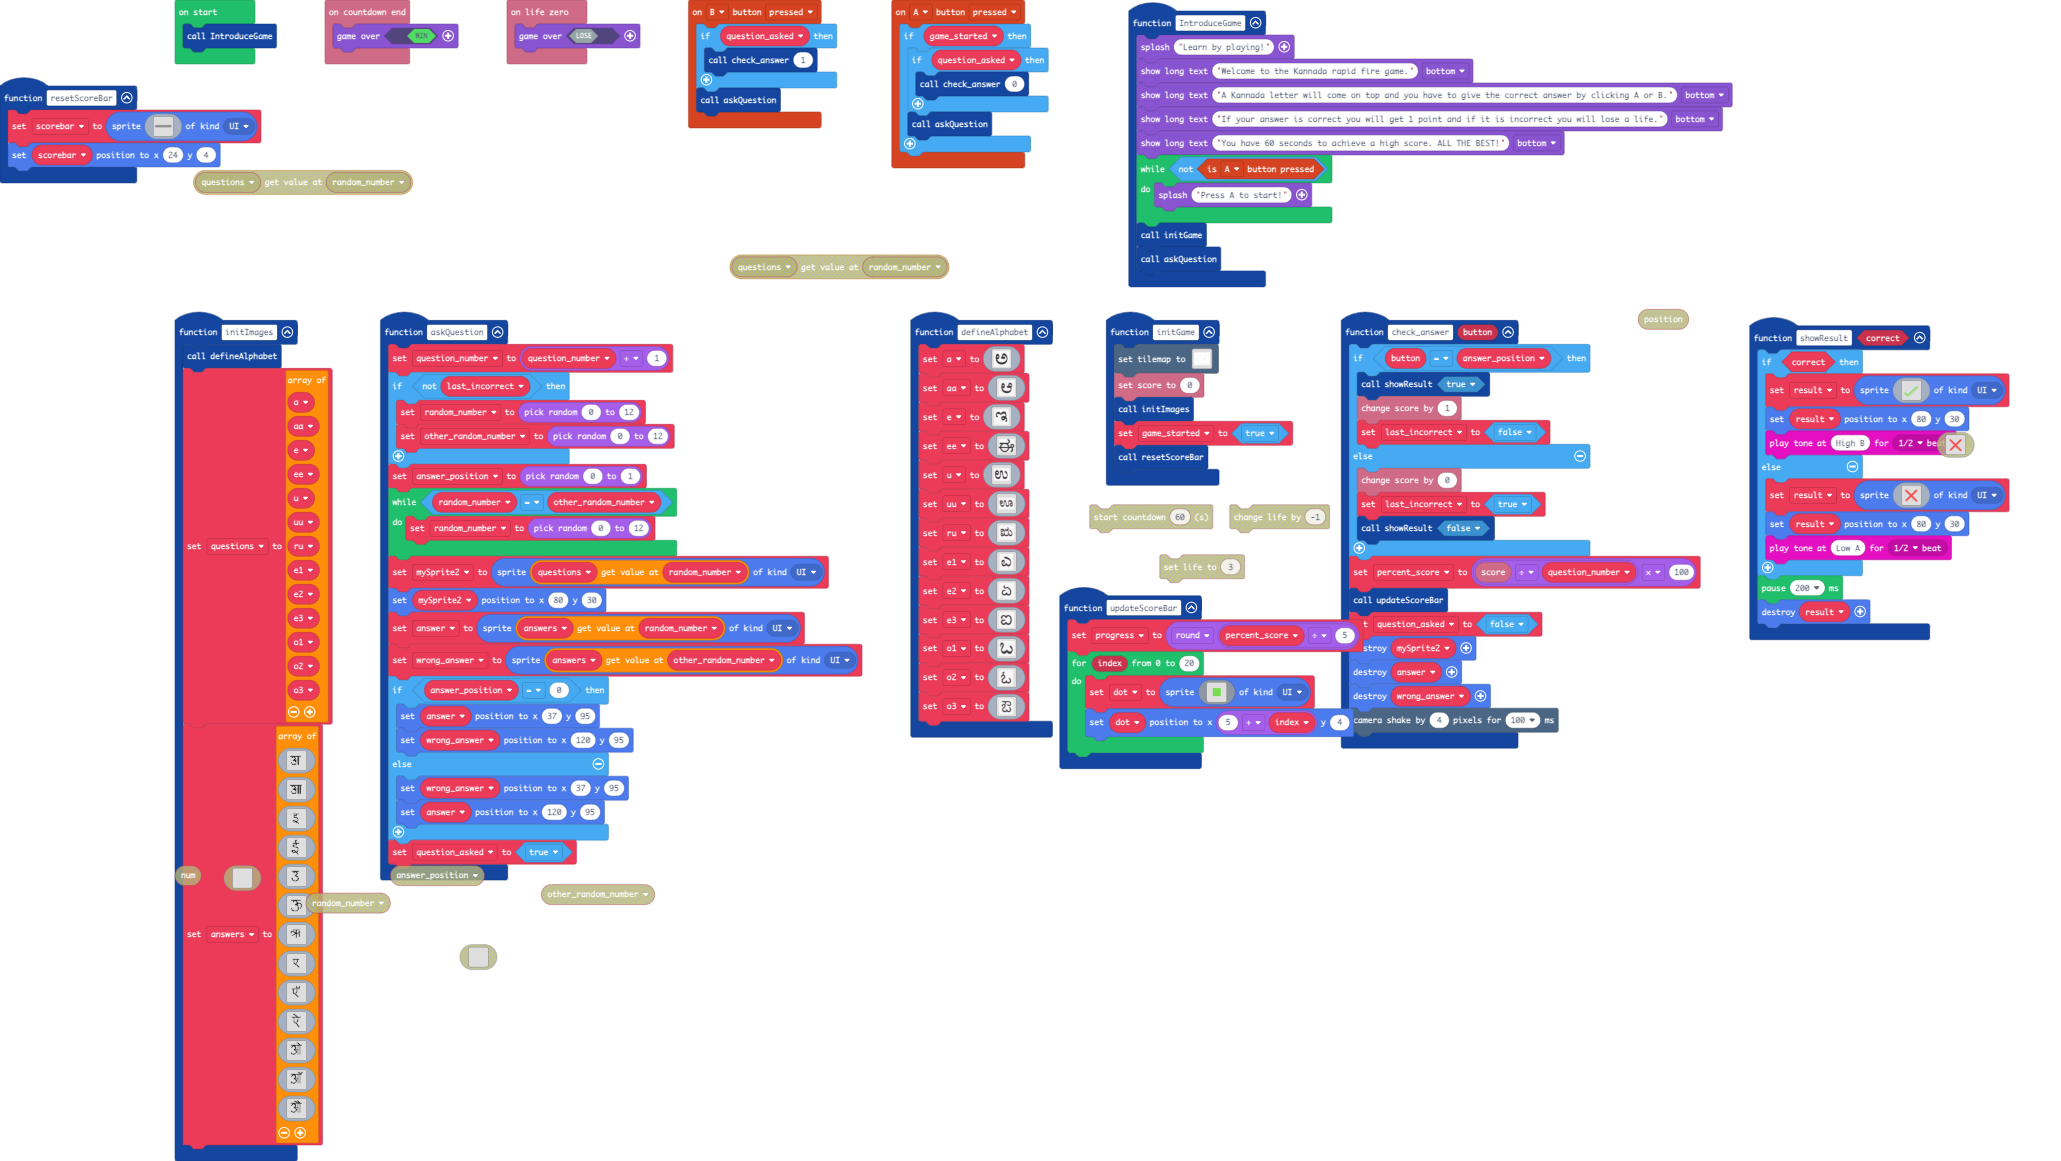 on start
call IntroduceGame
on countdown end
game over WIN
on life zero
game over LOSE
on B button pressed
if question_asked then
call check_answer 1
call askQuestion
on A button pressed
if game_started then
if question_asked then
call check_answer 0
call askQuestion
function IntroduceGame
splash "Learn by playing!"
show long text "Welcome to the Kannada rapid fire game." bottom
show long text "A Kannada letter will come on top and you have to give the correct answer by clicking A or B." bottom
show long text "If your answer is correct you will get 1 point and if it is incorrect you will lose a life." bottom
show long text "You have 60 seconds to achieve a high score. ALL THE BEST!" bottom
while not is A button pressed
do splash "Press A to start!"
call initGame
call askQuestion
function resetScoreBar
set scorebar to sprite of kind UI
set scorebar position to x 24 y 4
questions get value at random_number
questions get value at random_number
function initImages
call defineAlphabet
set questions to
array of
a
aa
e
ee
u
uu
ru
e1
e2
e3
o1
o2
o3
set answers to
array of
अ
आ
इ
ई
उ
ऊ
ऋ
ए
ऐ
ओ
औ
num
random_number
function askQuestion
set question_number to question_number + 1
if not last_incorrect then
set random_number to pick random 0 to 12
set other_random_number to pick random 0 to 12
set answer_position to pick random 0 to 1
while random_number = other_random_number
do set random_number to pick random 0 to 12
set mySprite2 to sprite questions get value at random_number of kind UI
set mySprite2 position to x 80 y 30
set answer to sprite answers get value at random_number of kind UI
set wrong_answer to sprite answers get value at other_random_number of kind UI
if answer_position = 0 then
set answer position to x 37 y 95
set wrong_answer position to x 120 y 95
else
set wrong_answer position to x 37 y 95
set answer position to x 120 y 95
set question_asked to true
answer_position
other_random_number
function defineAlphabet
set a to ಅ
set aa to ಆ
set e to ಇ
set ee to ಈ
set u to ಉ
set uu to ಊ
set ru to ಋ
set e1 to ಎ
set e2 to ಏ
set e3 to ಐ
set o1 to ಒ
set o2 to ಓ
set o3 to ಔ
function initGame
set tilemap to
set score to 0
call initImages
set game_started to true
call resetScoreBar
start countdown 60 (s)
change life by -1
set life to 3
function updateScoreBar
set progress to round percent_score ÷ 5
for index from 0 to 20
do
set dot to sprite of kind UI
set dot position to x 5 + index y 4
function check_answer button
if button = answer_position then
call showResult true
change score by 1
set last_incorrect to false
else
change score by 0
set last_incorrect to true
call showResult false
set percent_score to score ÷ question_number × 100
call updateScoreBar
question_asked to false
destroy mySprite2
destroy answer
destroy wrong_answer
camera shake by 4 pixels for 100 ms
position
function showResult correct
if correct then
set result to sprite of kind UI
set result position to x 80 y 30
play tone at High B for 1/2 beat
else
set result to sprite of kind UI
set result position to x 80 y 30
play tone at Low A for 1/2 beat
pause 200 ms
destroy result